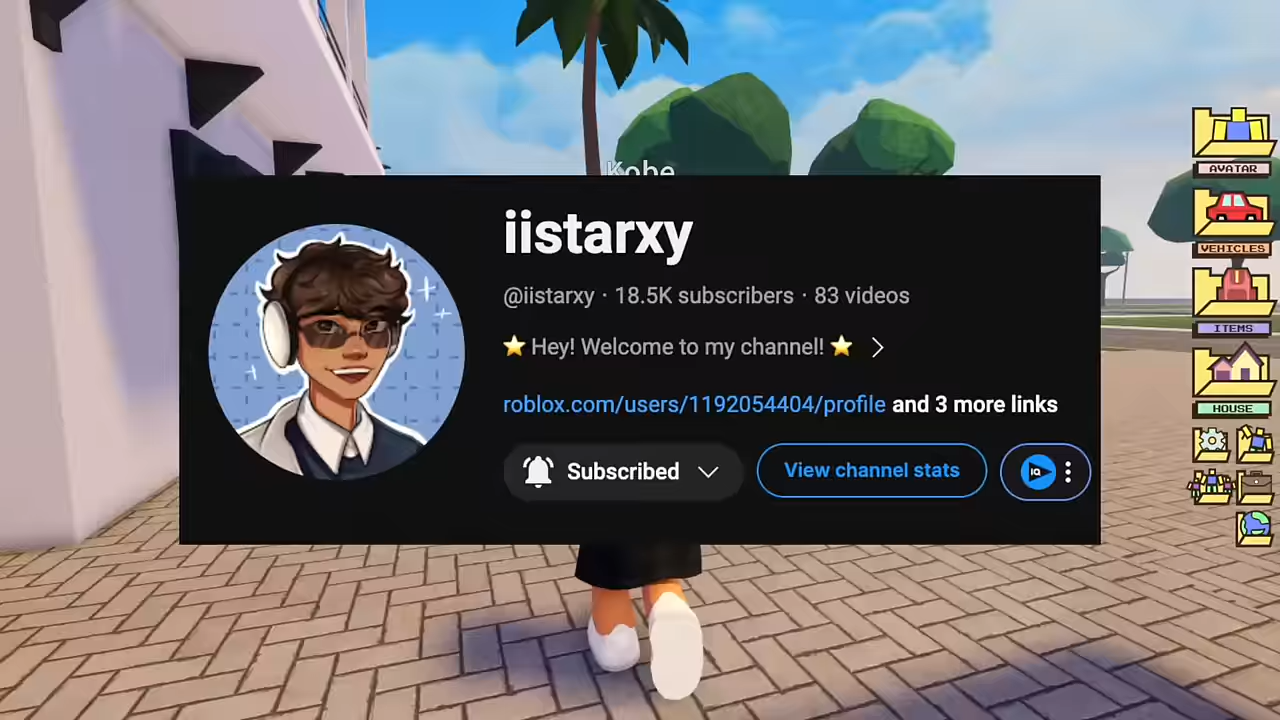 Kobe
iistarxy
@iistarxy · 18.5K subscribers · 83 videos
⭐ Hey! Welcome to my channel! ⭐ >
roblox.com/users/1192054404/profile and 3 more links
Subscribed
View channel stats
IQ
AVATAR
VEHICLES
ITEMS
HOUSE